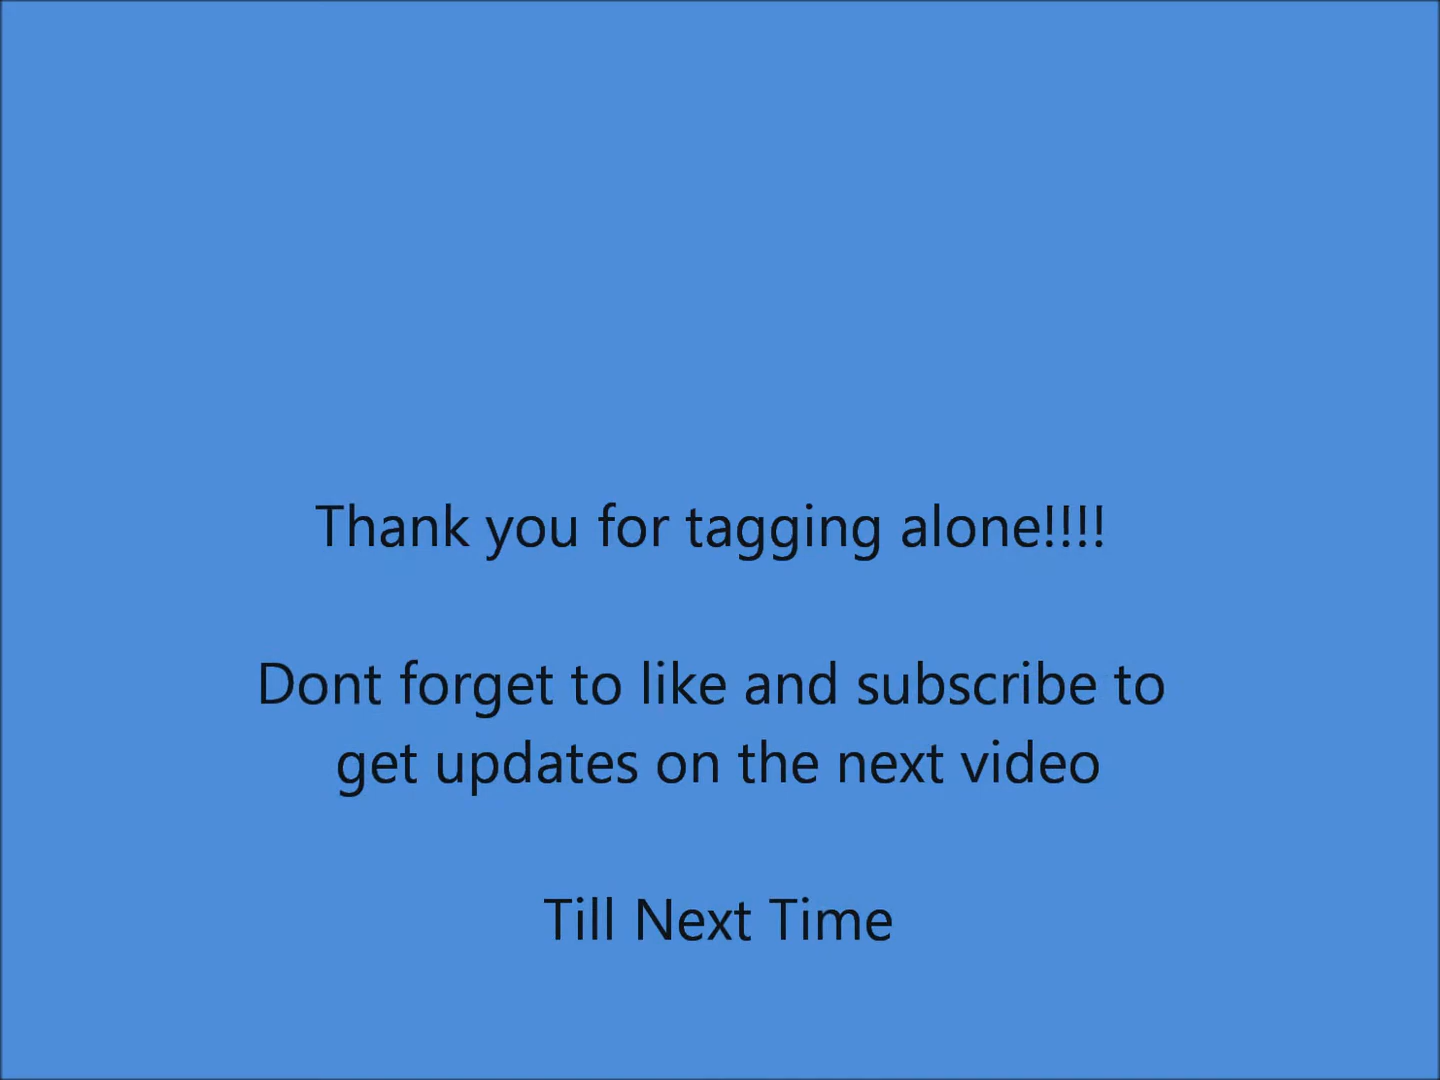 Thank you for tagging alone!!!!
Dont forget to like and subscribe to
get updates on the next video
Till Next Time